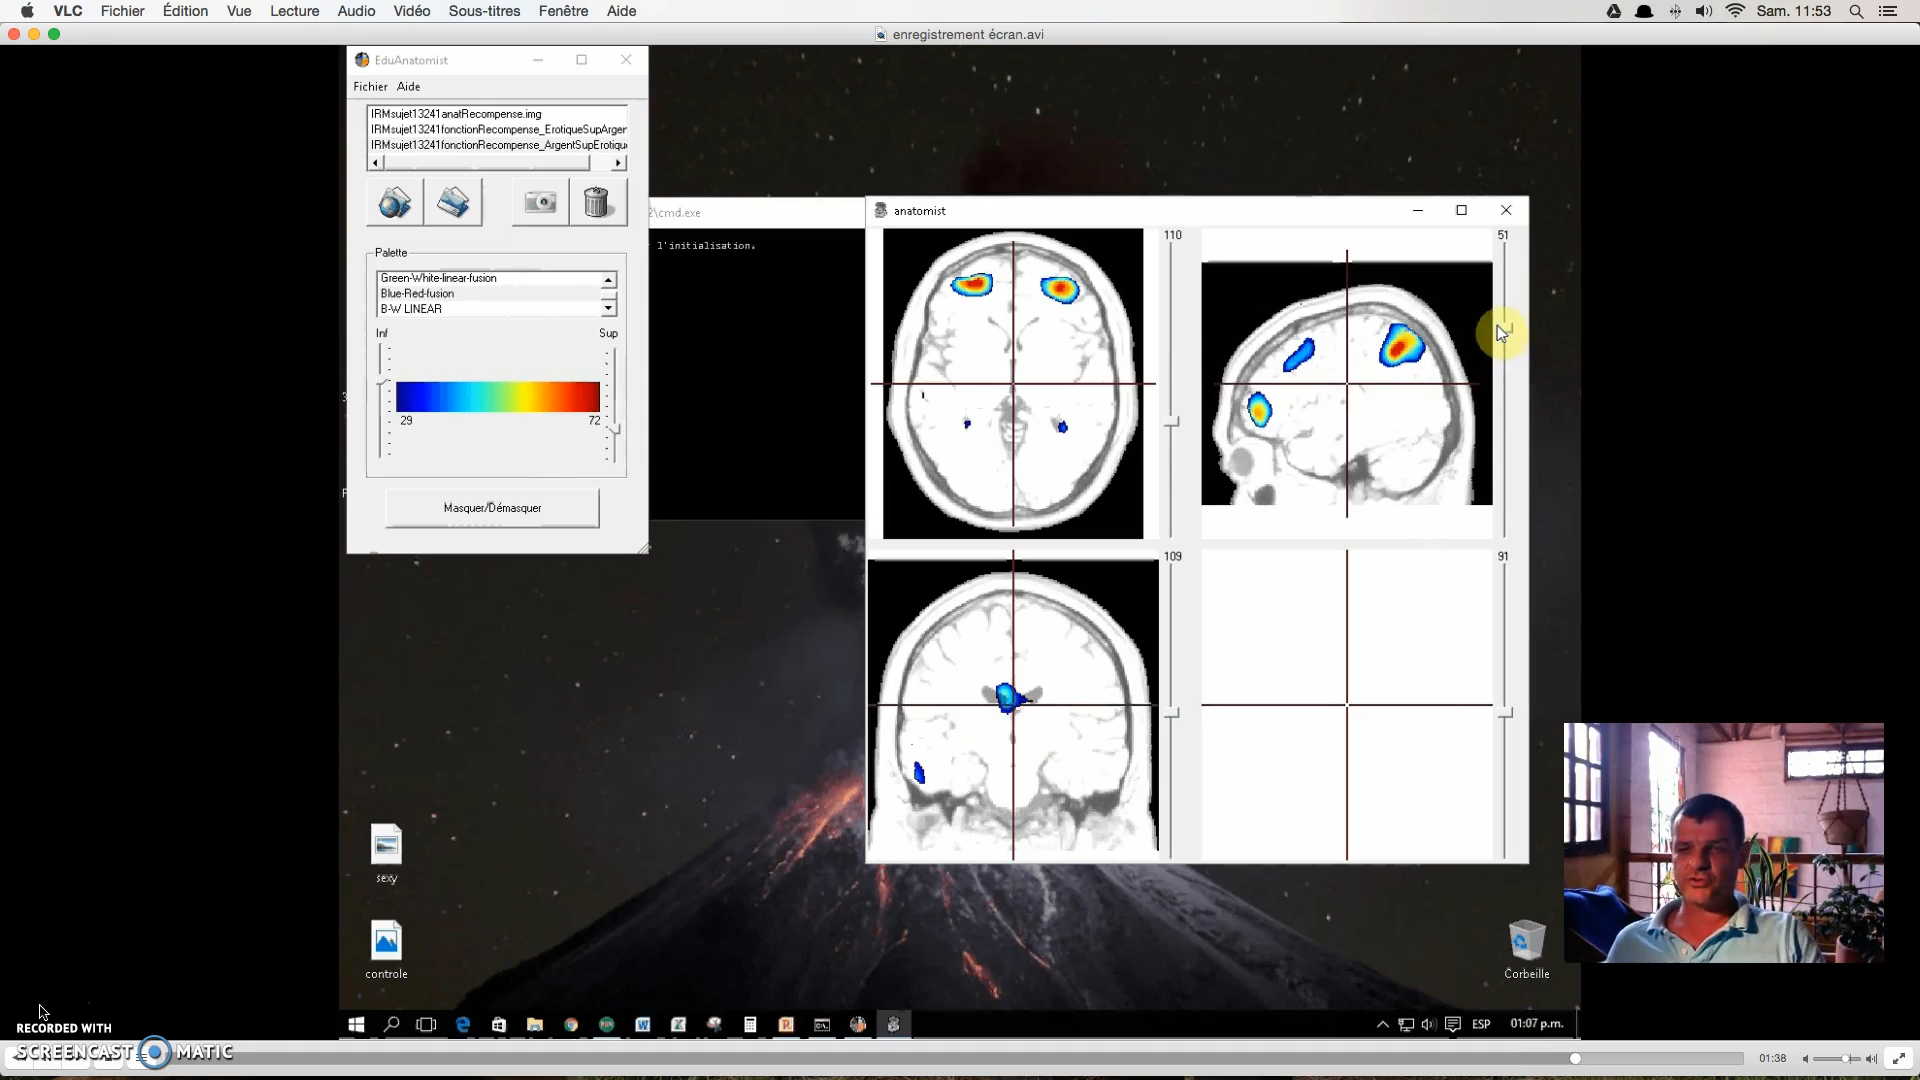 VLC Fichier Édition Vue Lecture Audio Vidéo Sous-titres Fenêtre Aide Sam. 11:53
enregistrement écran.avi
EduAnatomist
Fichier Aide
IRMsujet13241anatRecompense.img
IRMsujet13241fonctionRecompense_ErotiqueSupArgen
IRMsujet13241fonctionRecompense_ArgentSupErotiqu
Palette
Green-White-linear-fusion
Blue-Red-fusion
B-W LINEAR
Inf Sup
29 72
Masquer/Démasquer
\cmd.exe
l'initialisation.
anatomist
110
51
109
91
sexy
controle
Corbeille
ESP 01:07 p.m.
RECORDED WITH
SCREENCAST MATIC
01:38